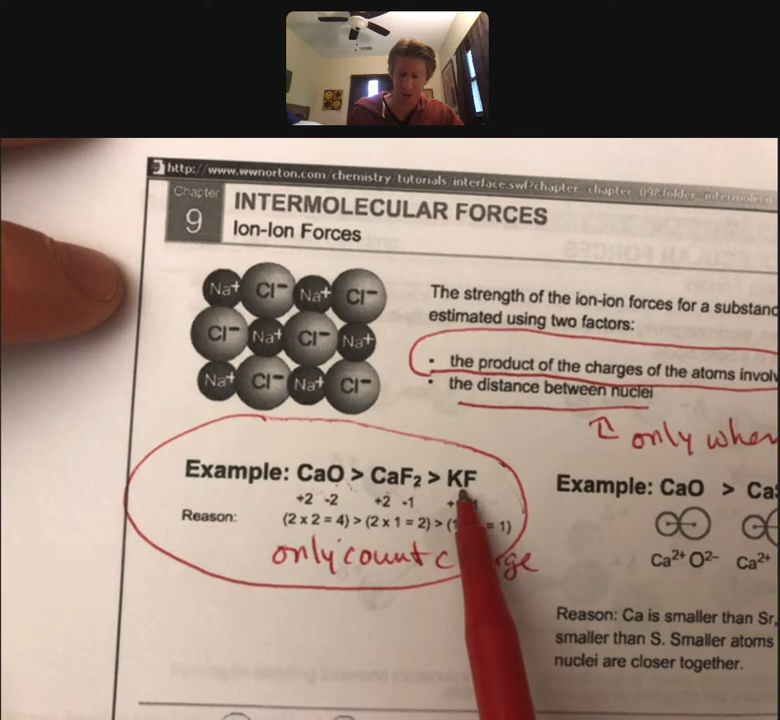 http://www.wwnorton.com/chemistry/tutorials/interface.swf?chapter=chapter_09&folder=
Chapter
9
INTERMOLECULAR FORCES
Ion-Ion Forces
Na⁺ Cl⁻ Na⁺ Cl⁻
Cl⁻ Na⁺ Cl⁻ Na⁺
Na⁺ Cl⁻ Na⁺ Cl⁻
The strength of the ion-ion forces for a substanc
estimated using two factors:
• the product of the charges of the atoms involv
• the distance between nuclei
only when
Example: CaO > CaF₂ > KF
+2 -2 +2 -1 +
Reason: (2 x 2 = 4) > (2 x 1 = 2) > (1 = 1)
only count c ge
Example: CaO > Ca
Ca²⁺ O²⁻ Ca²⁺
Reason: Ca is smaller than Sr,
smaller than S. Smaller atoms
nuclei are closer together.